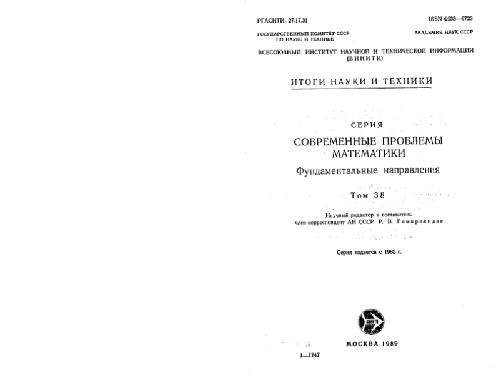 РГАСНТИ. 27.17.31
ISSN 0233—6723
ГОСУДАРСТВЕННЫЙ КОМИТЕТ СССР
ПО НАУКЕ И ТЕХНИКЕ
АКАДЕМИЯ НАУК СССР
ВСЕСОЮЗНЫЙ ИНСТИТУТ НАУЧНОЙ И ТЕХНИЧЕСКОЙ ИНФОРМАЦИИ
(ВИНИТИ)
ИТОГИ НАУКИ И ТЕХНИКИ
СЕРИЯ
СОВРЕМЕННЫЕ ПРОБЛЕМЫ
МАТЕМАТИКИ
Фундаментальные направления
Том 38
Научный редактор и составитель
член-корреспондент АН СССР Р. В. Гамкрелидзе
Серия издается с 1985 г.
МОСКВА 1989
1—1747